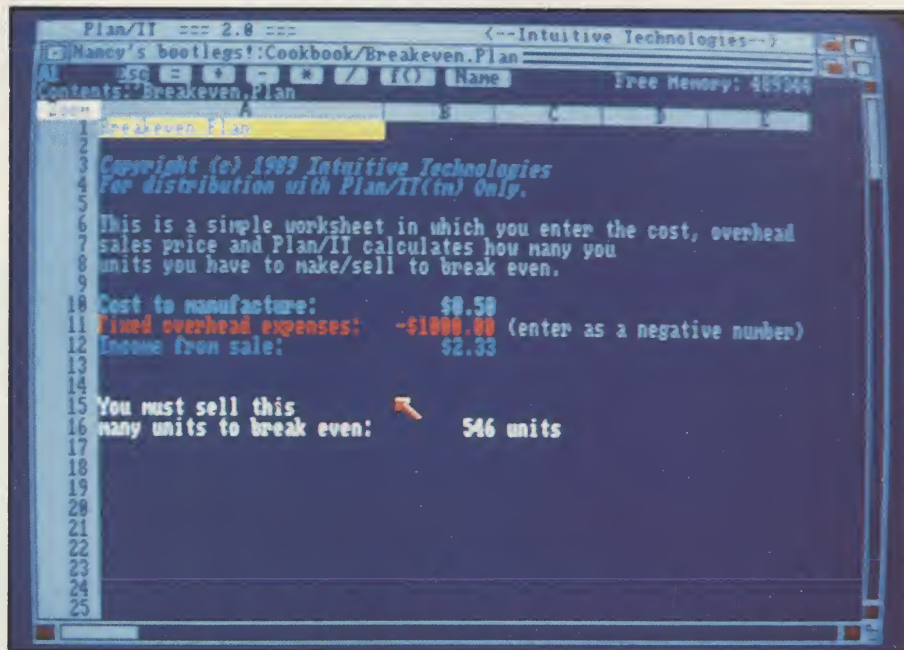 Plan/IT === 2.0 === <--Intuitive Technologies-->
Nancy's bootlegs!:Cookbook/Breakeven.Plan
A1 Esc = + - * / f() Name Free Memory:
Contents:"Breakeven.Plan
Zoom A B C D E
1 Breakeven Plan
2
3 Copyright (c) 1989 Intuitive Technologies
4 For distribution with Plan/IT(tm) Only.
5
6 This is a simple worksheet in which you enter the cost, overhead
7 sales price and Plan/IT calculates how many you
8 units you have to make/sell to break even.
9
10 Cost to manufacture: $0.50
11 Fixed overhead expenses: -$1000.00 (enter as a negative number)
12 Income from sale: $2.33
13
14
15 You must sell this
16 many units to break even: 546 units
17
18
19
20
21
22
23
24
25